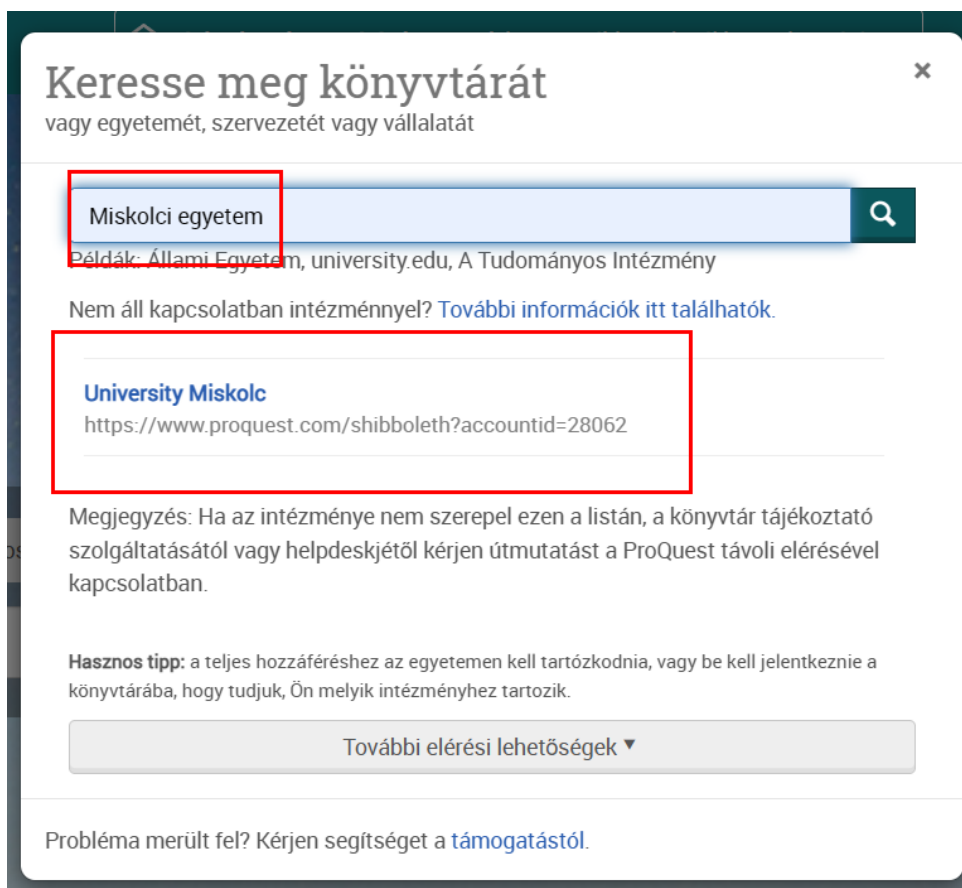 Keresse meg könyvtárát
×
vagy egyetemét, szervezetét vagy vállalatát
Miskolci egyetem
Példák: Állami Egyetem, university.edu, A Tudományos Intézmény
Nem áll kapcsolatban intézménnyel? További információk itt találhatók.
University Miskolc
https://www.proquest.com/shibboleth?accountid=28062
Megjegyzés: Ha az intézménye nem szerepel ezen a listán, a könyvtár tájékoztató
szolgáltatásától vagy helpdeskjétől kérjen útmutatást a ProQuest távoli elérésével
kapcsolatban.
Hasznos tipp: a teljes hozzáféréshez az egyetemen kell tartózkodnia, vagy be kell jelentkeznie a
könyvtárába, hogy tudjuk, Ön melyik intézményhez tartozik.
További elérési lehetőségek ▼
Probléma merült fel? Kérjen segítséget a támogatástól.